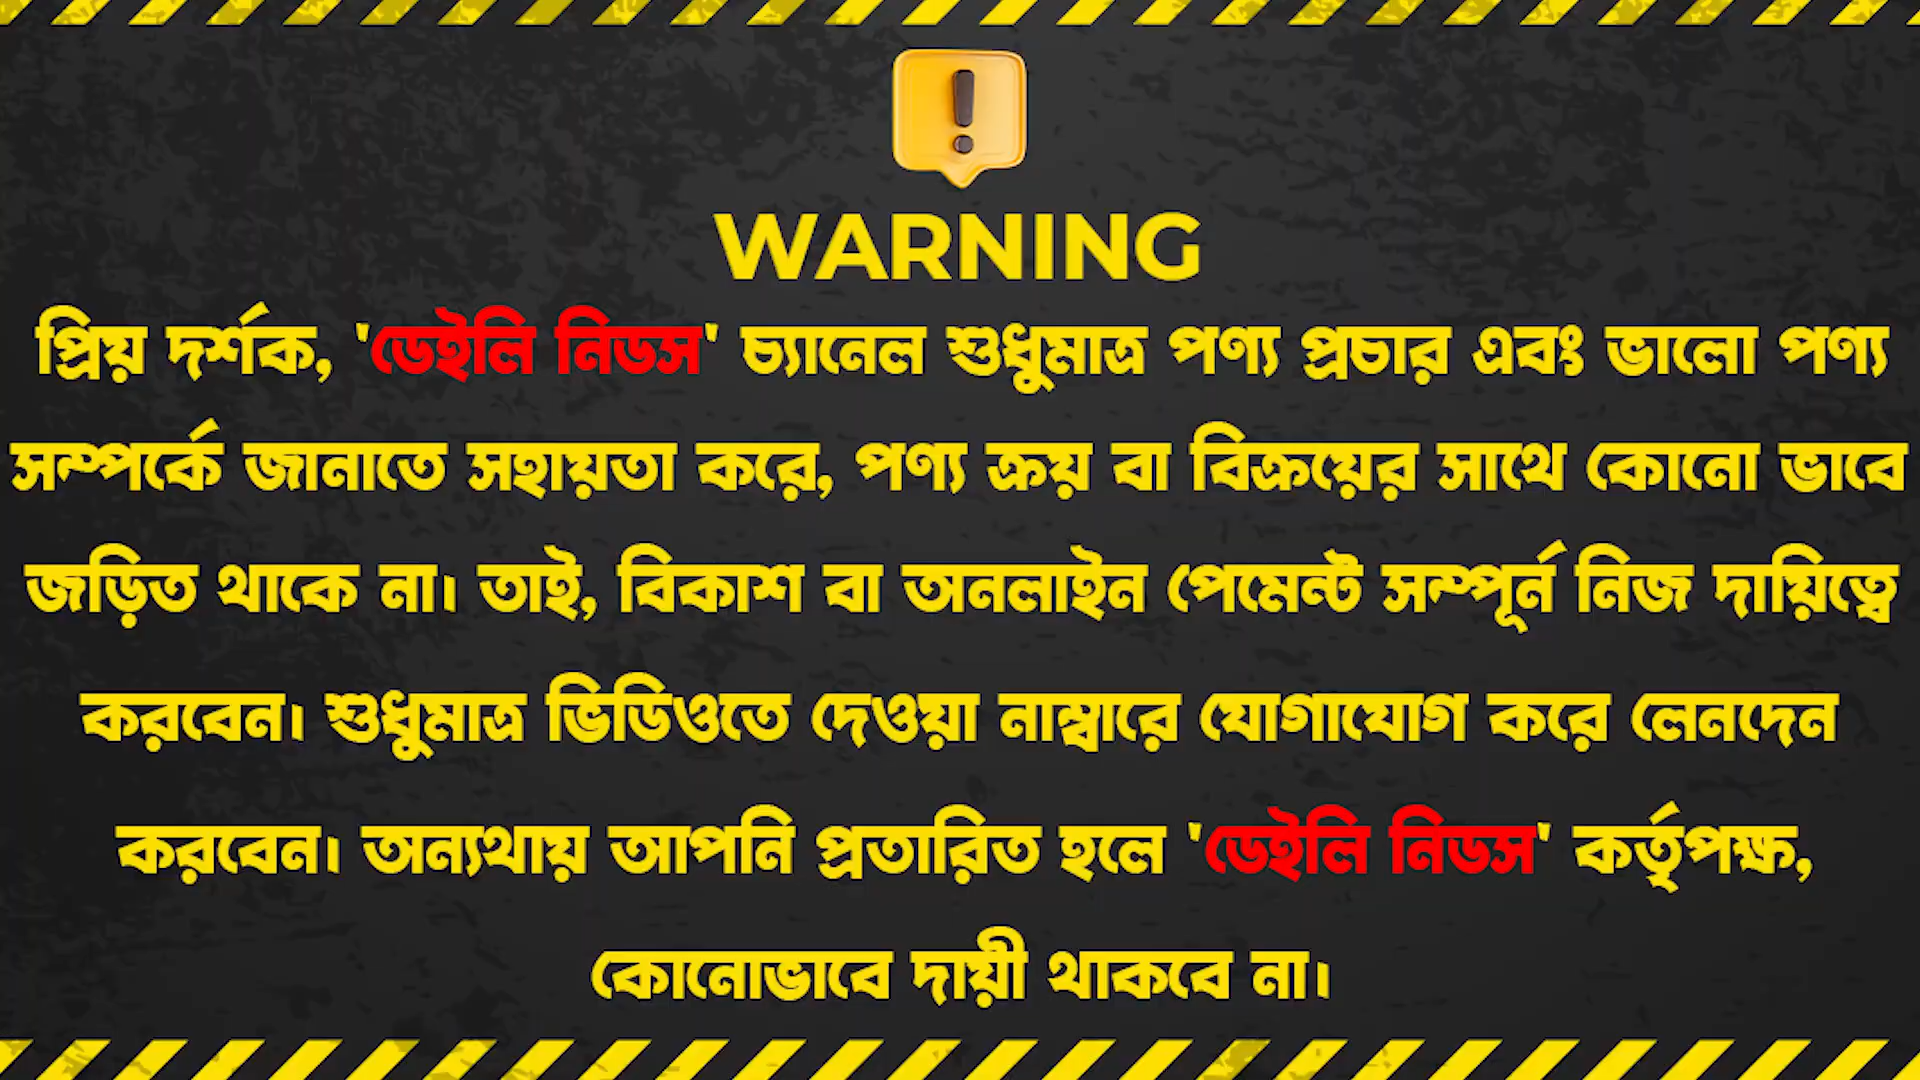 WARNING
প্রিয় দর্শক, 'ডেইলি নিডস' চ্যানেল শুধুমাত্র পণ্য প্রচার এবং ভালো পণ্য
সম্পর্কে জানাতে সহায়তা করে, পণ্য ক্রয় বা বিক্রয়ের সাথে কোনো ভাবে
জড়িত থাকে না। তাই, বিকাশ বা অনলাইন পেমেন্ট সম্পূর্ন নিজ দায়িত্বে
করবেন। শুধুমাত্র ভিডিওতে দেওয়া নাম্বারে যোগাযোগ করে লেনদেন
করবেন। অন্যথায় আপনি প্রতারিত হলে 'ডেইলি নিডস' কর্তৃপক্ষ,
কোনোভাবে দায়ী থাকবে না।